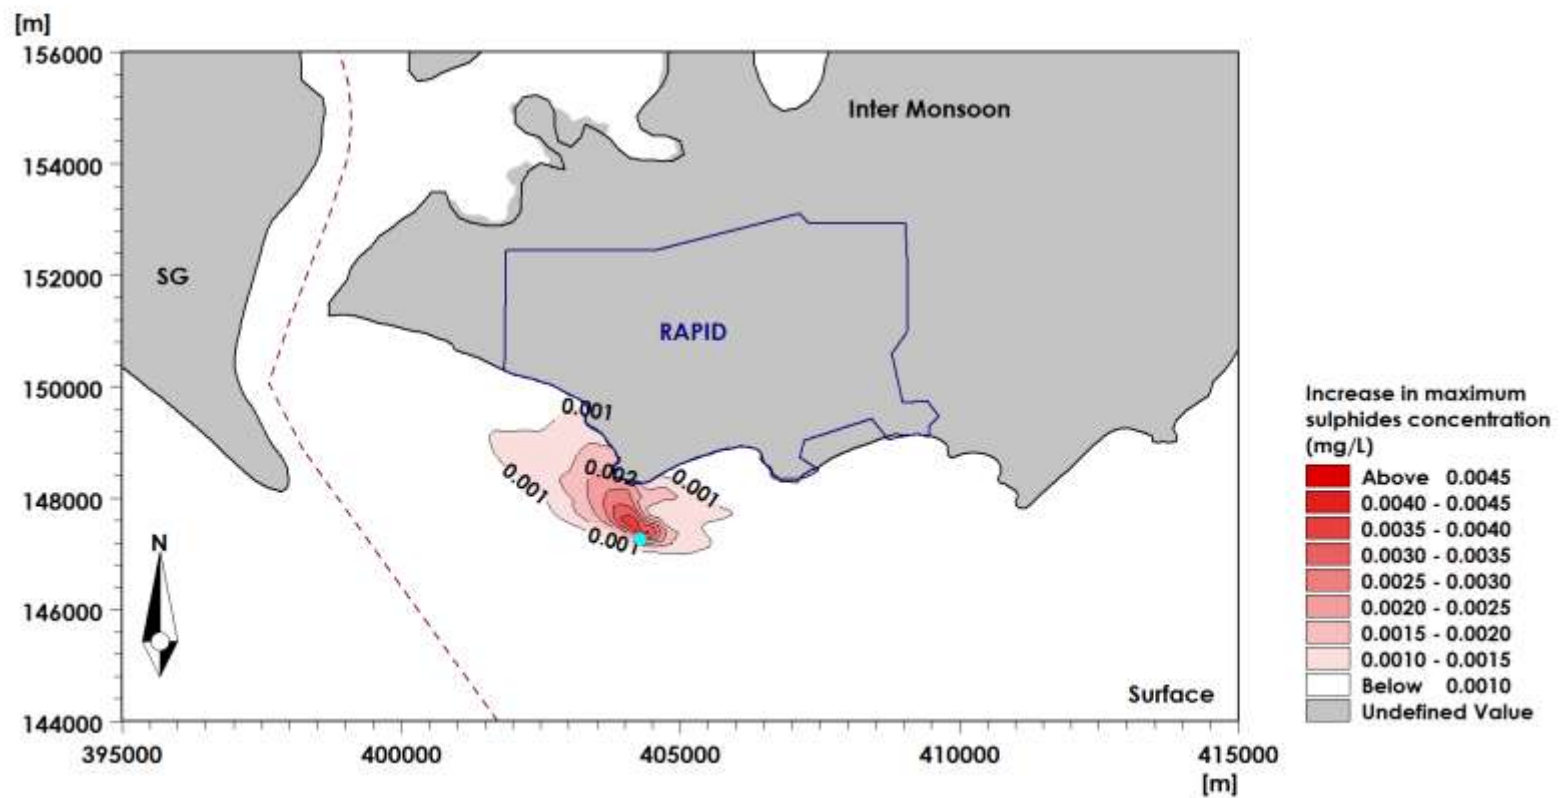 [m]
156000
154000
152000
150000
148000
146000
144000
395000
400000
405000
410000
415000
[m]
Inter Monsoon
SG
RAPID
0.001
0.002
0.001
0.001
0.001
N
Surface
Increase in maximum
sulphides concentration
(mg/L)
Above 0.0045
0.0040 - 0.0045
0.0035 - 0.0040
0.0030 - 0.0035
0.0025 - 0.0030
0.0020 - 0.0025
0.0015 - 0.0020
0.0010 - 0.0015
Below 0.0010
Undefined Value